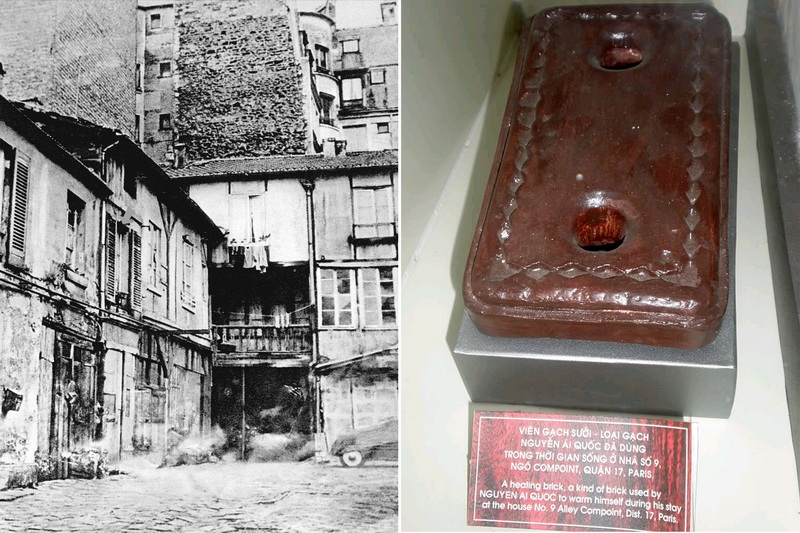 VIÊN GẠCH SƯỞI - LOẠI GẠCH
NGUYỄN ÁI QUỐC ĐÃ DÙNG
TRONG THỜI GIAN SỐNG Ở NHÀ SỐ 9,
NGÕ COMPOINT, QUẬN 17, PARIS.
A heating brick, a kind of brick used by
NGUYEN AI QUOC to warm himself during his stay
at the house No. 9 Alley Compoint, Dist. 17, Paris.